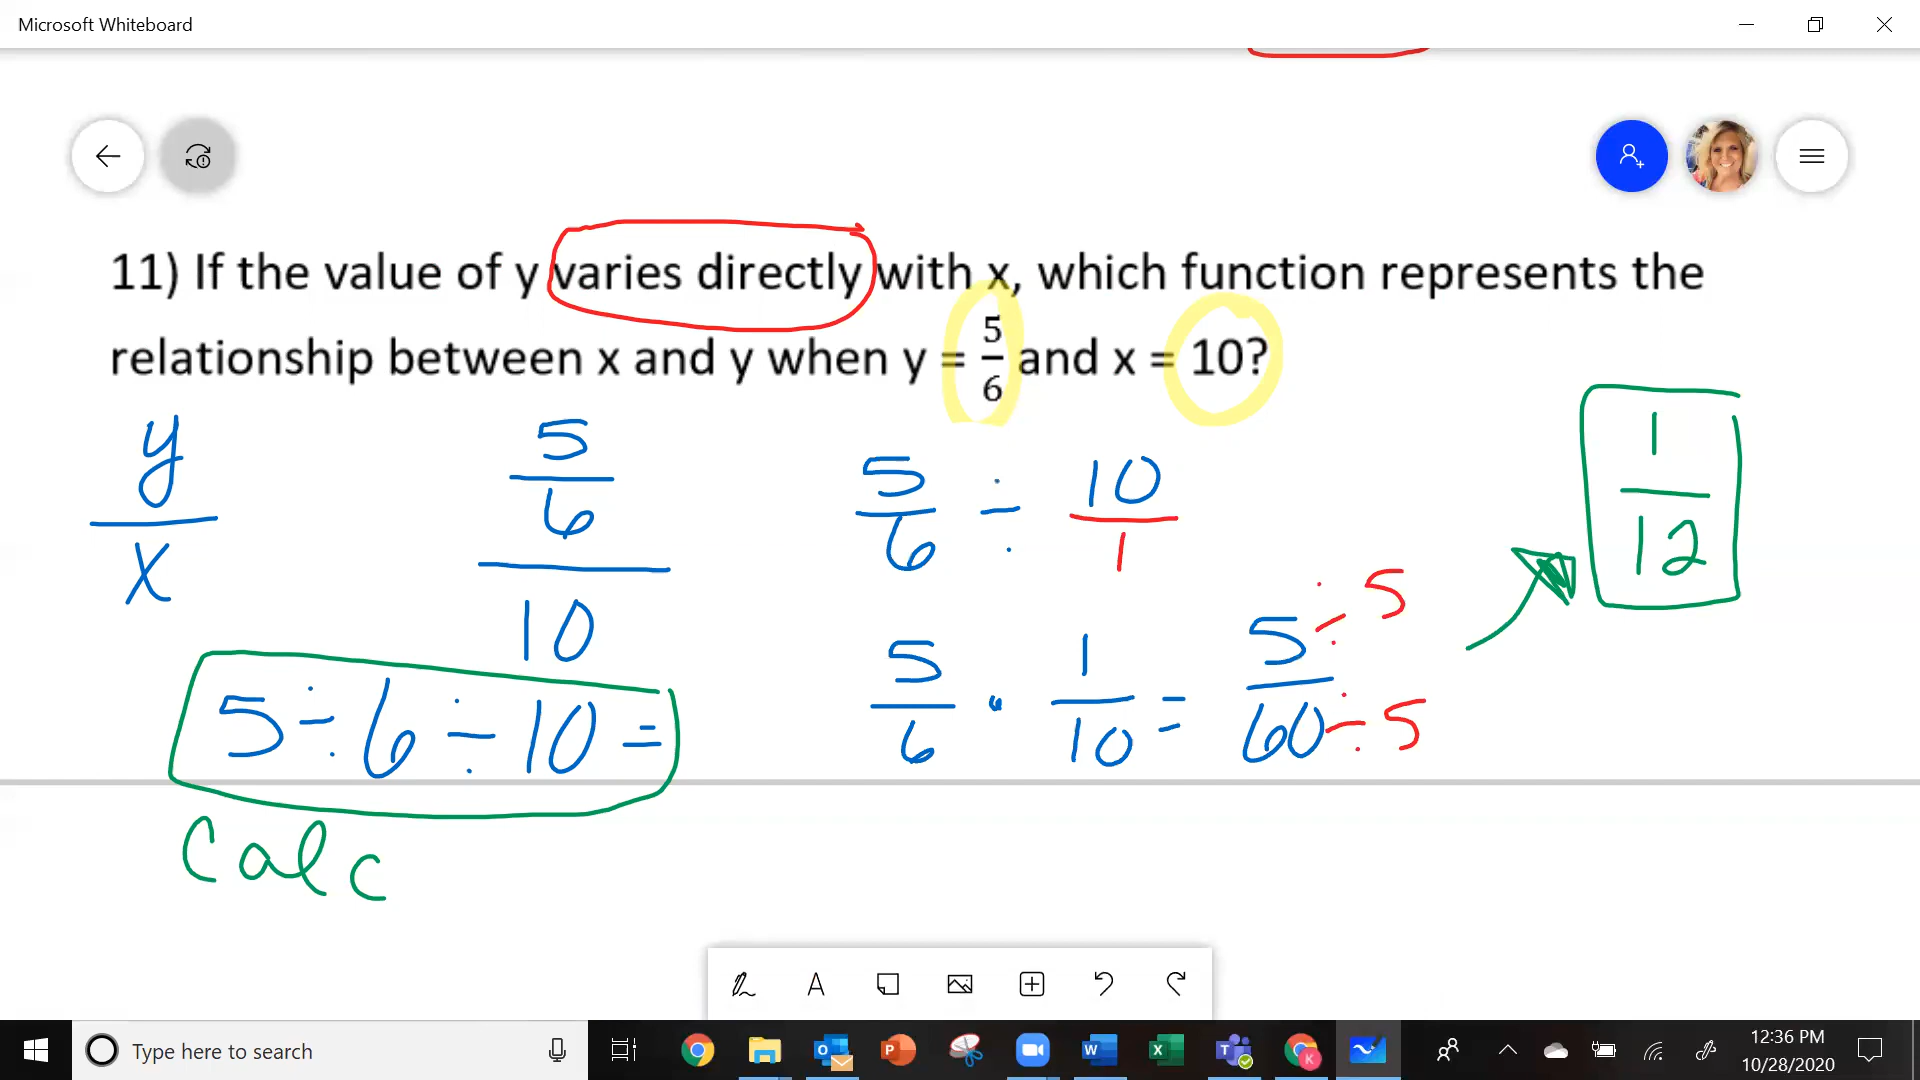 Microsoft Whiteboard
11) If the value of y varies directly with x, which function represents the
relationship between x and y when y = 5/6 and x = 10?
y/x
5/6
10
5/6 ÷ 10/1
5/6 · 1/10 = 5÷5/60÷5
1/12
5÷6÷10=
Calc
Type here to search
12:36 PM
10/28/2020